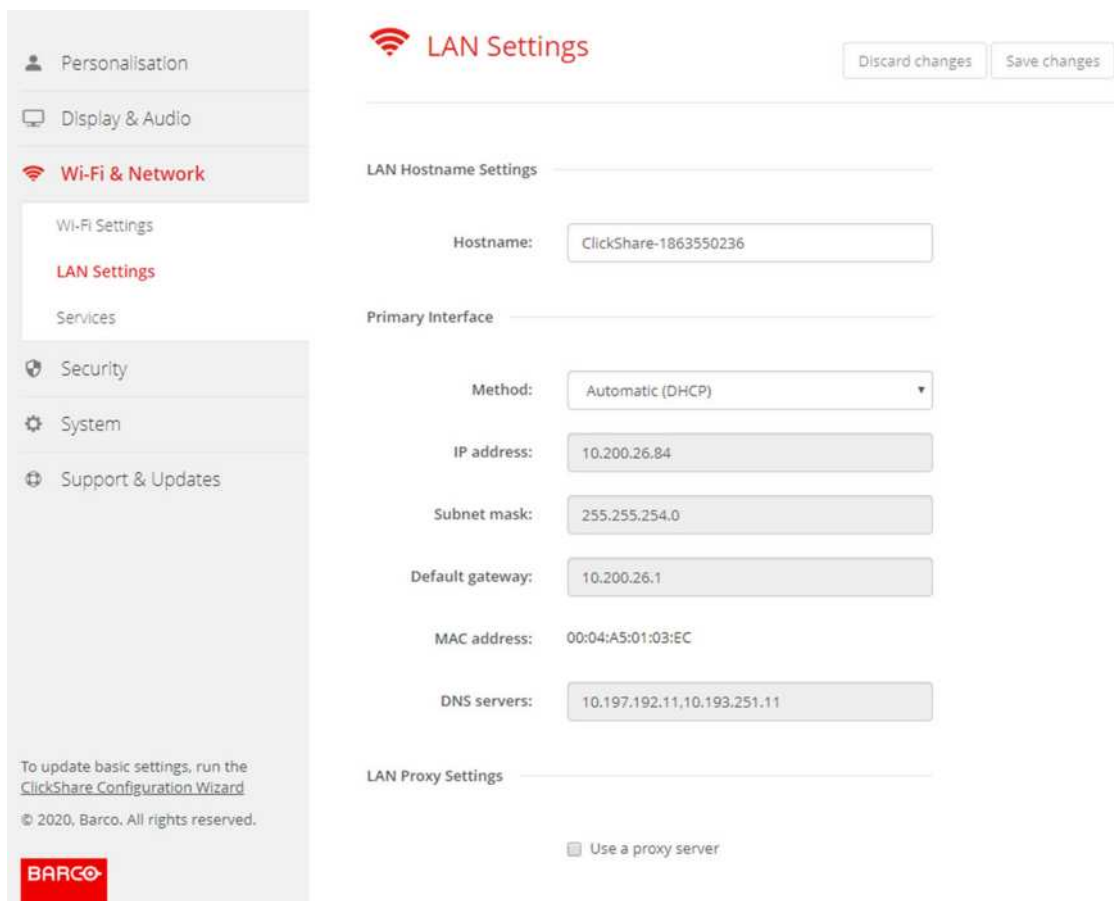 Personalisation
Display & Audio
Wi-Fi & Network
Wi-Fi Settings
LAN Settings
Services
Security
System
Support & Updates
To update basic settings, run the
ClickShare Configuration Wizard
© 2020, Barco. All rights reserved.
BARCO
LAN Settings
Discard changes
Save changes
LAN Hostname Settings
Hostname: ClickShare-1863550236
Primary Interface
Method: Automatic (DHCP)
IP address: 10.200.26.84
Subnet mask: 255.255.254.0
Default gateway: 10.200.26.1
MAC address: 00:04:A5:01:03:EC
DNS servers: 10.197.192.11,10.193.251.11
LAN Proxy Settings
Use a proxy server